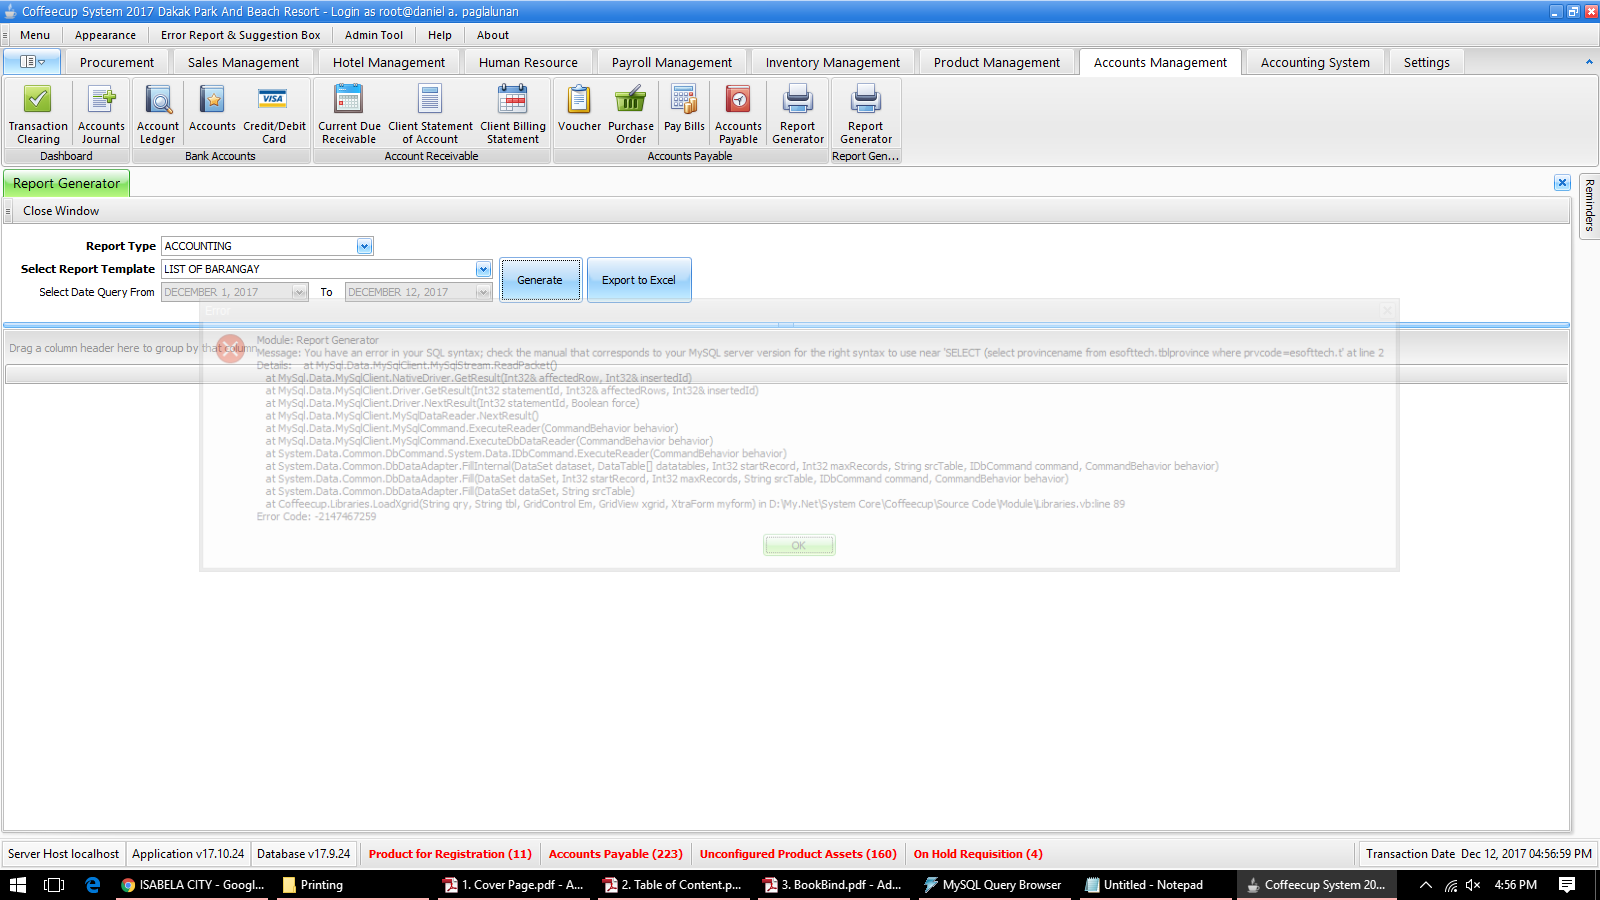 Coffeecup System 2017 Dakak Park And Beach Resort - Login as root@daniel a. paglalunan
Menu Appearance Error Report & Suggestion Box Admin Tool Help About
Procurement Sales Management Hotel Management Human Resource Payroll Management Inventory Management Product Management Accounts Management Accounting System Settings
Transaction Clearing Accounts Journal Account Ledger Accounts Credit/Debit Card Current Due Receivable Client Statement of Account Client Billing Statement Voucher Purchase Order Pay Bills Accounts Payable Report Generator Report Generator
VISA
Dashboard Bank Accounts Account Receivable Accounts Payable Report Gen...
Report Generator
Reminders
Close Window
Report Type ACCOUNTING
Select Report Template LIST OF BARANGAY
Generate Export to Excel
Select Date Query From DECEMBER 1, 2017 To DECEMBER 12, 2017
Error
Drag a column header here to group by that column
Module: Report Generator
Message: You have an error in your SQL syntax; check the manual that corresponds to your MySQL server version for the right syntax to use near 'SELECT (select provincename from esofttech.tblprovince where prvcode=esofttech.t' at line 2
Details: at MySql.Data.MySqlClient.MySqlStream.ReadPacket()
at MySql.Data.MySqlClient.NativeDriver.GetResult(Int32& affectedRow, Int32& insertedId)
at MySql.Data.MySqlClient.Driver.GetResult(Int32 statementId, Int32& affectedRows, Int32& insertedId)
at MySql.Data.MySqlClient.Driver.NextResult(Int32 statementId, Boolean force)
at MySql.Data.MySqlClient.MySqlDataReader.NextResult()
at MySql.Data.MySqlClient.MySqlCommand.ExecuteReader(CommandBehavior behavior)
at MySql.Data.MySqlClient.MySqlCommand.ExecuteDbDataReader(CommandBehavior behavior)
at System.Data.Common.DbCommand.System.Data.IDbCommand.ExecuteReader(CommandBehavior behavior)
at System.Data.Common.DbDataAdapter.FillInternal(DataSet dataset, DataTable[] datatables, Int32 startRecord, Int32 maxRecords, String srcTable, IDbCommand command, CommandBehavior behavior)
at System.Data.Common.DbDataAdapter.Fill(DataSet dataSet, Int32 startRecord, Int32 maxRecords, String srcTable, IDbCommand command, CommandBehavior behavior)
at System.Data.Common.DbDataAdapter.Fill(DataSet dataSet, String srcTable)
at Coffeecup.Libraries.LoadXgrid(String qry, String tbl, GridControl Em, GridView xgrid, XtraForm myform) in D:\My.Net\System Core\Coffeecup\Source Code\Module\Libraries.vb:line 89
Error Code: -2147467259
OK
Server Host localhost Application v17.10.24 Database v17.9.24 Product for Registration (11) Accounts Payable (223) Unconfigured Product Assets (160) On Hold Requisition (4) Transaction Date Dec 12, 2017 04:56:59 PM
ISABELA CITY - Googl... Printing 1. Cover Page.pdf - A... 2. Table of Content.p... 3. BookBind.pdf - Ad... MySQL Query Browser Untitled - Notepad Coffeecup System 20... 4:56 PM